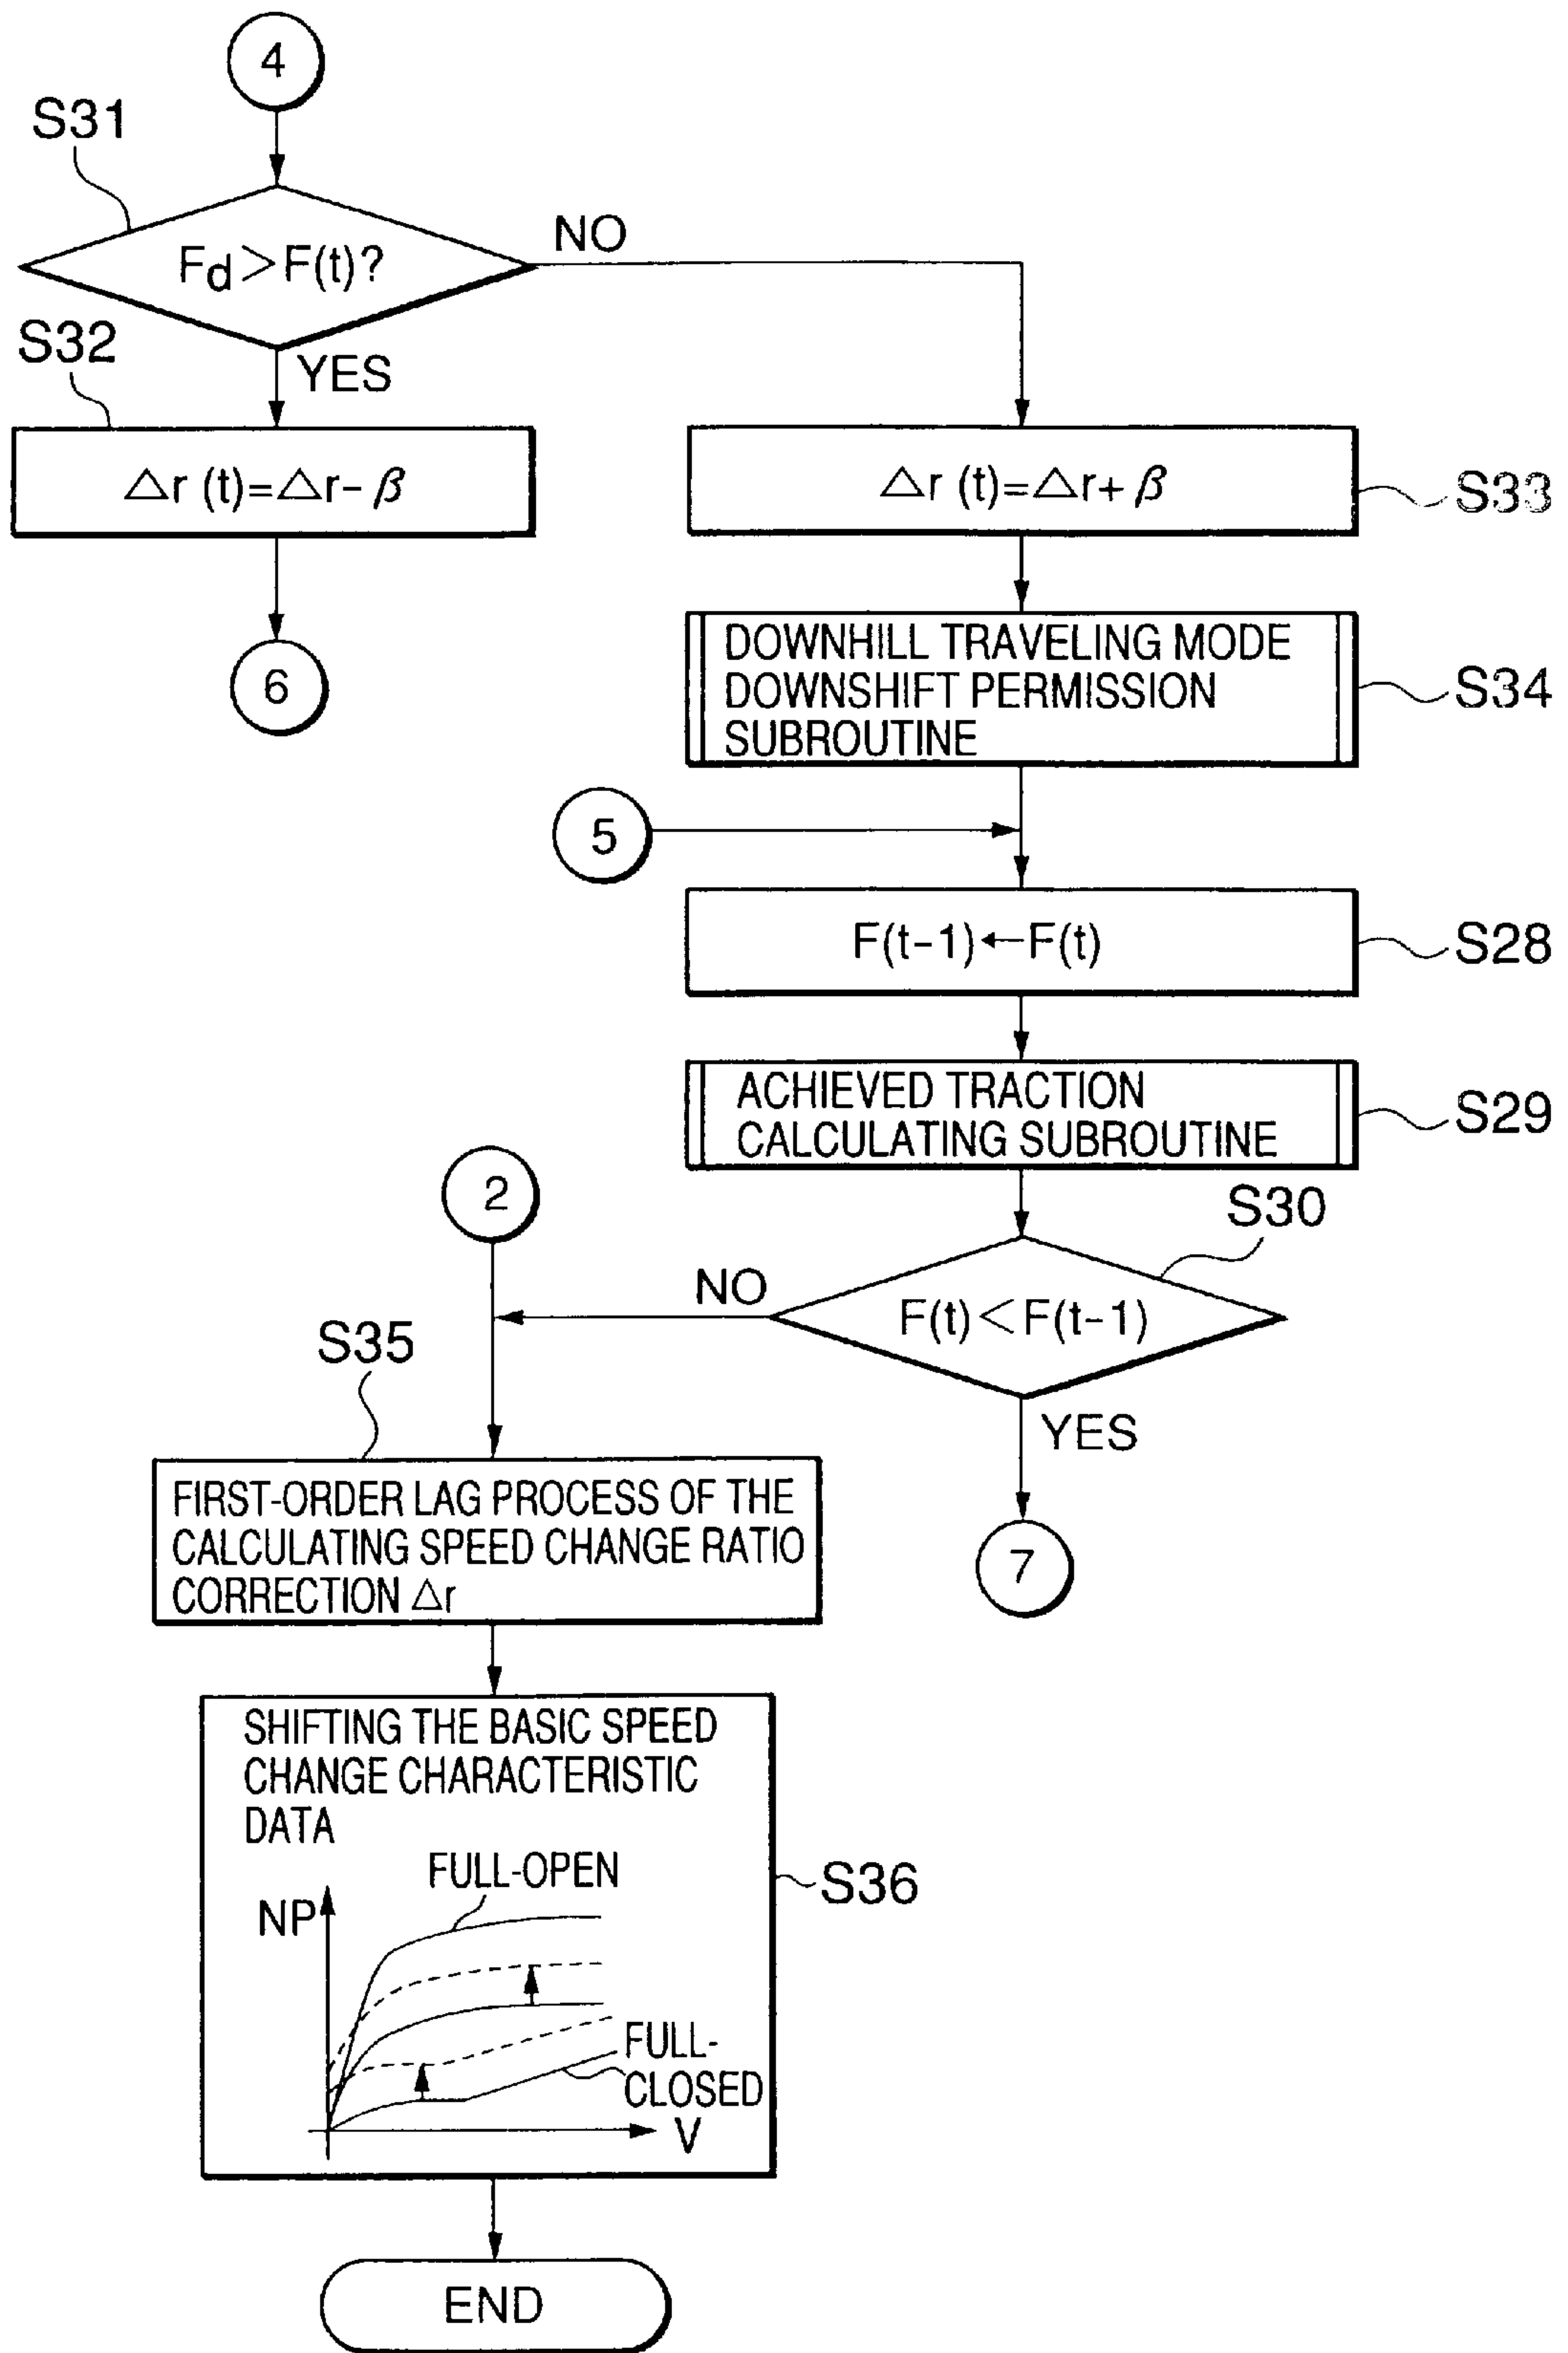 4
S31
Fd>F(t)?
NO
S32
YES
△r (t)=△r-β
△r (t)=△r+β
S33
6
DOWNHILL TRAVELING MODE
DOWNSHIFT PERMISSION
SUBROUTINE
S34
5
F(t-1)←F(t)
S28
ACHIEVED TRACTION
CALCULATING SUBROUTINE
S29
2
S30
NO
F(t)<F(t-1)
S35
YES
FIRST-ORDER LAG PROCESS OF THE
CALCULATING SPEED CHANGE RATIO
CORRECTION △r
7
SHIFTING THE BASIC SPEED
CHANGE CHARACTERISTIC
DATA
FULL-OPEN
S36
NP
FULL-
CLOSED
V
END